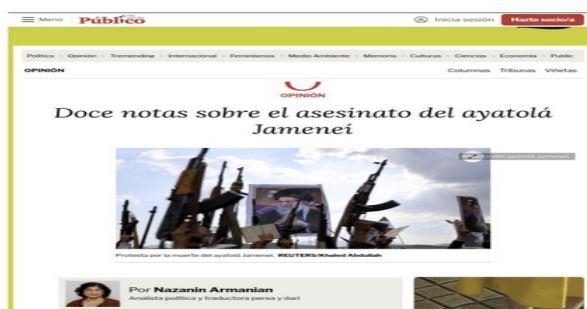 Menú Público Inicia sesión Hazte socio/a
Política · Opinión · Tremending · Internacional · Feminismos · Medio Ambiente · Memoria · Culturas · Ciencias · Economía · Public
OPINIÓN Columnas Tribunas Viñetas
OPINIÓN
Doce notas sobre el asesinato del ayatolá
Jameneí
del ayatolá Jameneí.
Protesta por la muerte del ayatolá Jameneí. REUTERS/Khaled Abdullah
Por Nazanin Armanian
Analista política y traductora persa y dari